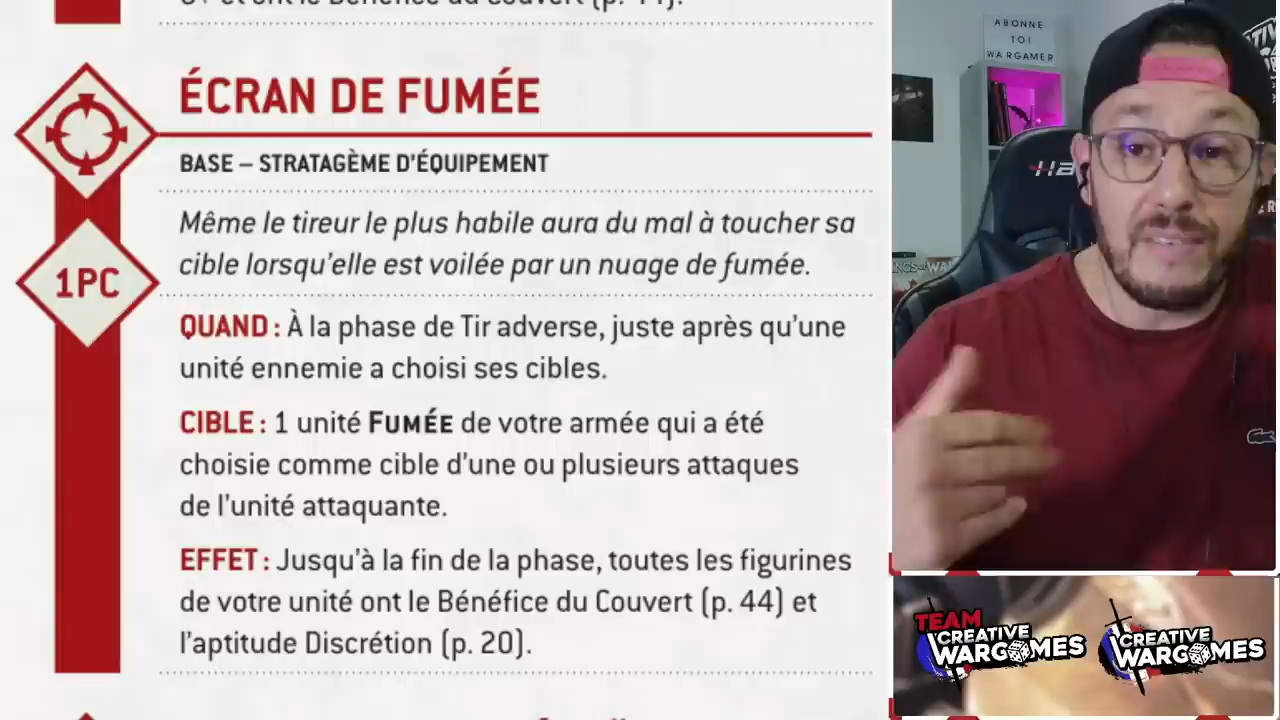 ÉCRAN DE FUMÉE
BASE – STRATAGÈME D'ÉQUIPEMENT
Même le tireur le plus habile aura du mal à toucher sa
cible lorsqu'elle est voilée par un nuage de fumée.
1PC
QUAND : À la phase de Tir adverse, juste après qu'une
unité ennemie a choisi ses cibles.
CIBLE : 1 unité FUMÉE de votre armée qui a été
choisie comme cible d'une ou plusieurs attaques
de l'unité attaquante.
EFFET : Jusqu'à la fin de la phase, toutes les figurines
de votre unité ont le Bénéfice du Couvert (p. 44) et
l'aptitude Discrétion (p. 20).
ABONNE
TOI
WARGAMER
TEAM
CREATIVE
WARGAMES
CREATIVE
WARGAMES